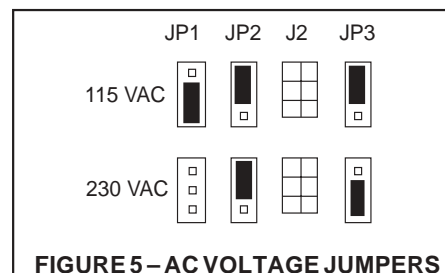 JP1 JP2 J2 JP3
115 VAC
230 VAC
FIGURE 5 – AC VOLTAGE JUMPERS